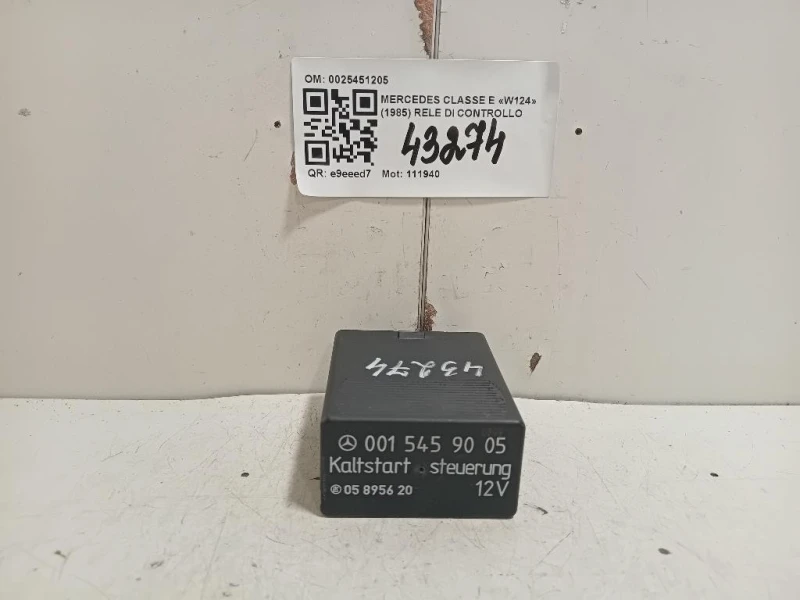 OM: 0025451205
MERCEDES CLASSE E «W124»
(1985) RELE DI CONTROLLO
43274
QR: e9eeed7 Mot: 111940
43274
001 545 90 05
Kaltstart steuerung
05 8956 20 12V